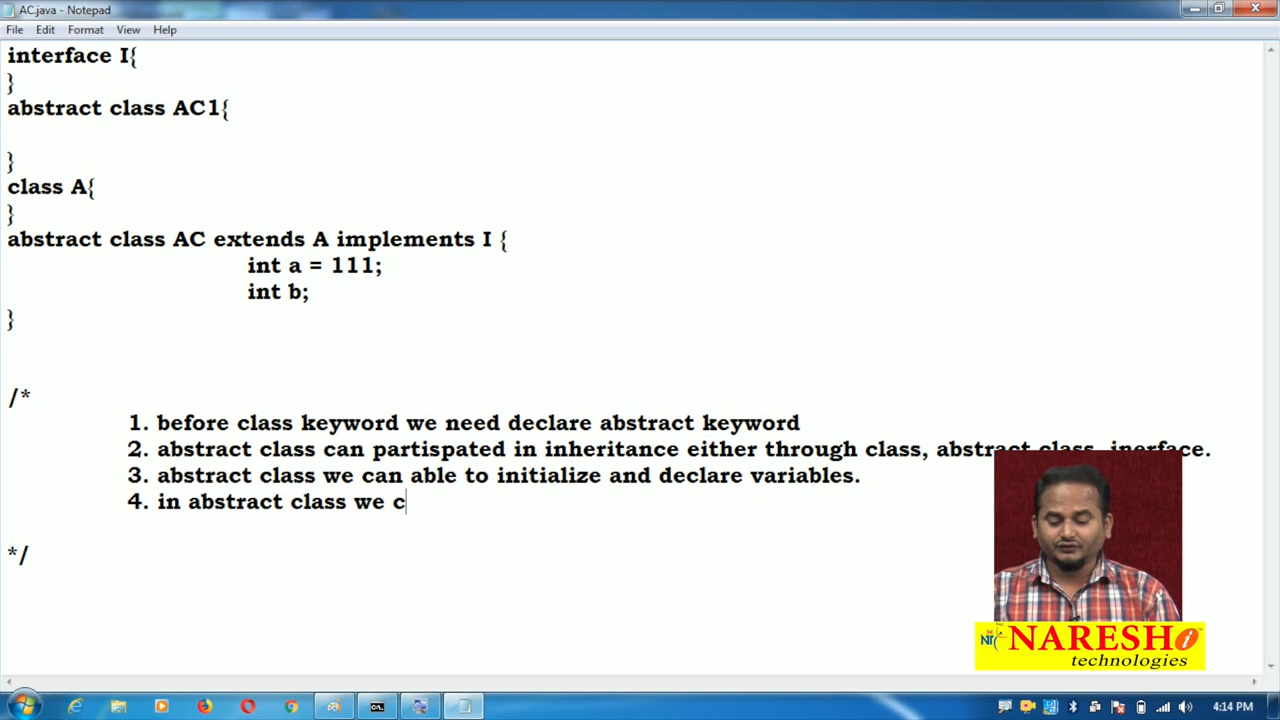 AC.java - Notepad
File Edit Format View Help
interface I{
}
abstract class AC1{
}
class A{
}
abstract class AC extends A implements I {
int a = 111;
int b;
}
/*
1. before class keyword we need declare abstract keyword
2. abstract class can partispated in inheritance either through class, abstract class, inerface.
3. abstract class we can able to initialize and declare variables.
4. in abstract class we c
*/
NARESH i
technologies
4:14 PM